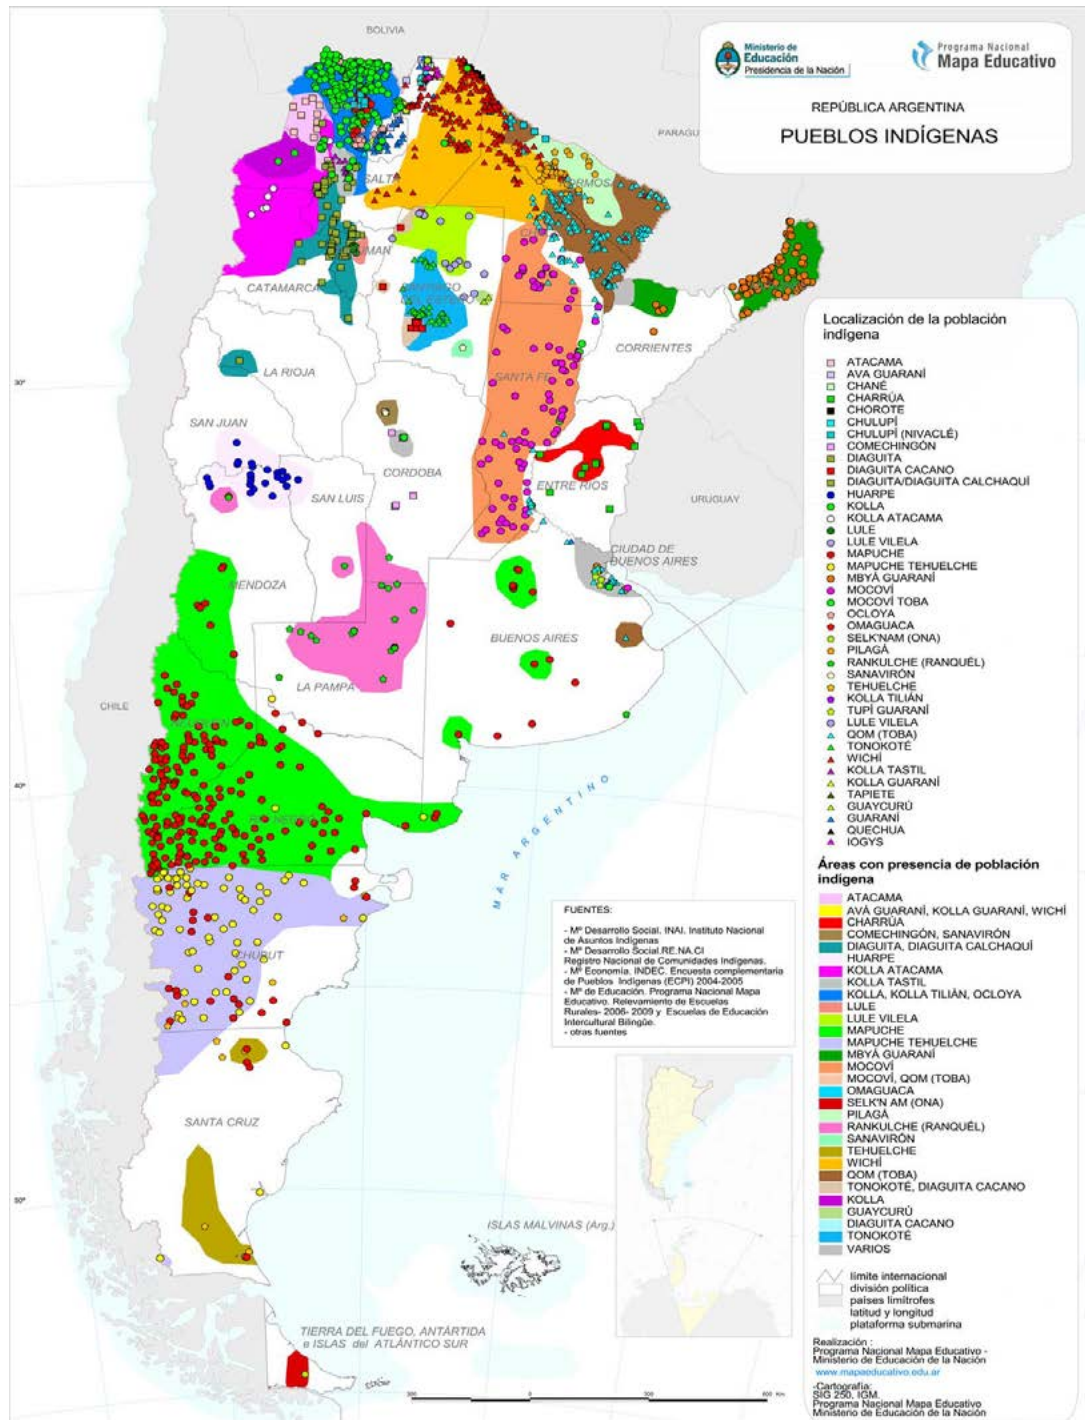 Ministerio de
Educación
Presidencia de la Nación
Programa Nacional
Mapa Educativo
REPÚBLICA ARGENTINA
PUEBLOS INDÍGENAS
BOLIVIA
SALTA
CATAMARCA
LA RIOJA
CORRIENTES
30º
SAN JUAN
SANTA FE
SAN LUIS
CORDOBA
ENTRE RIOS
URUGUAY
CIUDAD DE
BUENOS AIRES
MENDOZA
BUENOS AIRES
LA PAMPA
CHILE
40º
RIO NEGRO
MAR ARGENTINO
CHUBUT
SANTA CRUZ
50º
ISLAS MALVINAS (Arg.)
TIERRA DEL FUEGO, ANTÁRTIDA
e ISLAS del ATLÁNTICO SUR
FUENTES:
- Mº Desarrollo Social. INAI. Instituto Nacional
de Asuntos Indígenas
- Mº Desarrollo Social.RE.NA.CI
Registro Nacional de Comunidades Indígenas.
- Mº Economía. INDEC. Encuesta complementaria
de Pueblos Indígenas (ECPI) 2004-2005
- Mº de Educación. Programa Nacional Mapa
Educativo. Relevamiento de Escuelas
Rurales- 2006- 2009 y Escuelas de Educación
Intercultural Bilingüe.
- otras fuentes
Localización de la población
indígena
ATACAMA
AVA GUARANÍ
CHANÉ
CHARRÚA
CHOROTE
CHULUPÍ
CHULUPÍ (NIVACLÉ)
COMECHINGÓN
DIAGUITA
DIAGUITA CACANO
DIAGUITA/DIAGUITA CALCHAQUÍ
HUARPE
KOLLA
KOLLA ATACAMA
LULE
LULE VILELA
MAPUCHE
MAPUCHE TEHUELCHE
MBYÁ GUARANÍ
MOCOVÍ
MOCOVÍ TOBA
OCLOYA
OMAGUACA
SELK'NAM (ONA)
PILAGÁ
RANKULCHE (RANQUÉL)
SANAVIRÓN
TEHUELCHE
KOLLA TILIÁN
TUPÍ GUARANÍ
LULE VILELA
QOM (TOBA)
TONOKOTÉ
WICHÍ
KOLLA TASTIL
KOLLA GUARANÍ
TAPIETE
GUAYCURÚ
GUARANÍ
QUECHUA
IOGYS
Áreas con presencia de población
indígena
ATACAMA
AVÁ GUARANÍ, KOLLA GUARANÍ, WICHÍ
CHARRÚA
COMECHINGÓN, SANAVIRÓN
DIAGUITA, DIAGUITA CALCHAQUÍ
HUARPE
KOLLA ATACAMA
KOLLA TASTIL
KOLLA, KOLLA TILIÁN, OCLOYA
LULE
LULE VILELA
MAPUCHE
MAPUCHE TEHUELCHE
MBYÁ GUARANÍ
MOCOVÍ
MOCOVÍ, QOM (TOBA)
OMAGUACA
SELK'N AM (ONA)
PILAGÁ
RANKULCHE (RANQUÉL)
SANAVIRÓN
TEHUELCHE
WICHÍ
QOM (TOBA)
TONOKOTÉ, DIAGUITA CACANO
KOLLA
GUAYCURÚ
DIAGUITA CACANO
TONOKOTÉ
VARIOS
límite internacional
división política
países limítrofes
latitud y longitud
plataforma submarina
Realización :
Programa Nacional Mapa Educativo -
Ministerio de Educación de la Nación
www.mapaeducativo.edu.ar
-Cartografía:
SIG 250, IGM.
Programa Nacional Mapa Educativo
Ministerio de Educación de la Nación